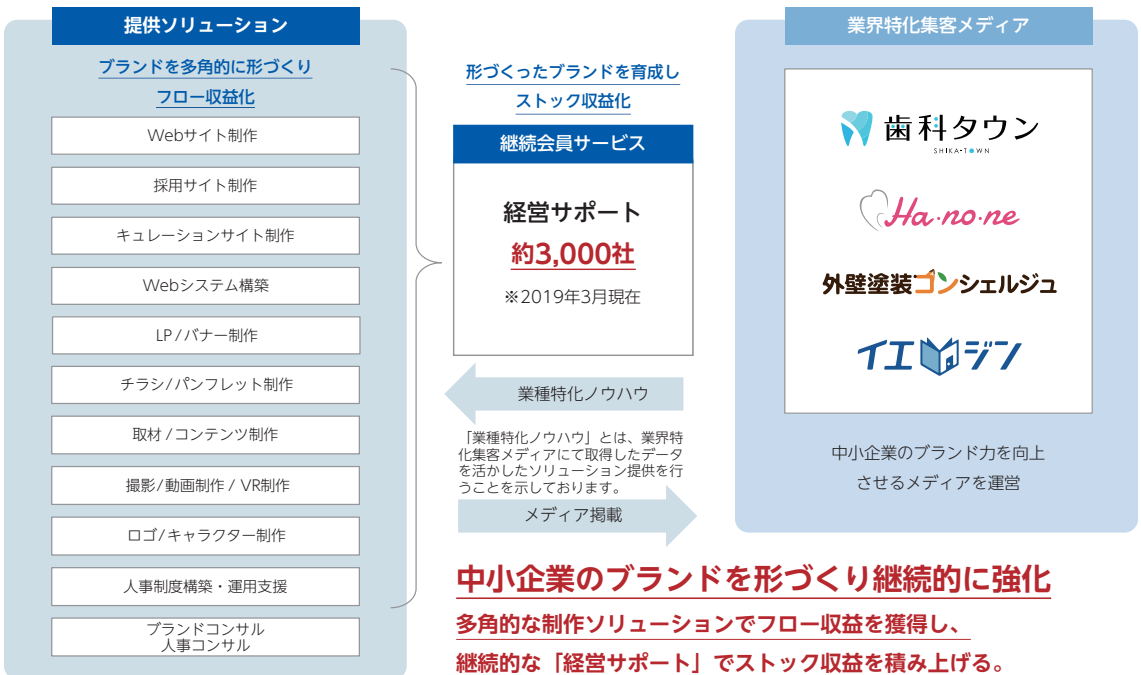 提供ソリューション
ブランドを多角的に形づくり
フロー収益化
Webサイト制作
採用サイト制作
キュレーションサイト制作
Webシステム構築
LP/バナー制作
チラシ/パンフレット制作
取材 /コンテンツ制作
撮影/動画制作 / VR制作
ロゴ/キャラクター制作
人事制度構築・運用支援
ブランドコンサル
人事コンサル
形づくったブランドを育成し
ストック収益化
継続会員サービス
経営サポート
約3,000社
※2019年3月現在
業種特化ノウハウ
「業種特化ノウハウ」とは、業界特
化集客メディアにて取得したデータ
を活かしたソリューション提供を行
うことを示しております。
メディア掲載
業界特化集客メディア
歯科タウン
SHIKA-TOWN
Ha・no・ne
外壁塗装ゴンシェルジュ
イエジン
中小企業のブランド力を向上
させるメディアを運営
中小企業のブランドを形づくり継続的に強化
多角的な制作ソリューションでフロー収益を獲得し、
継続的な「経営サポート」でストック収益を積み上げる。